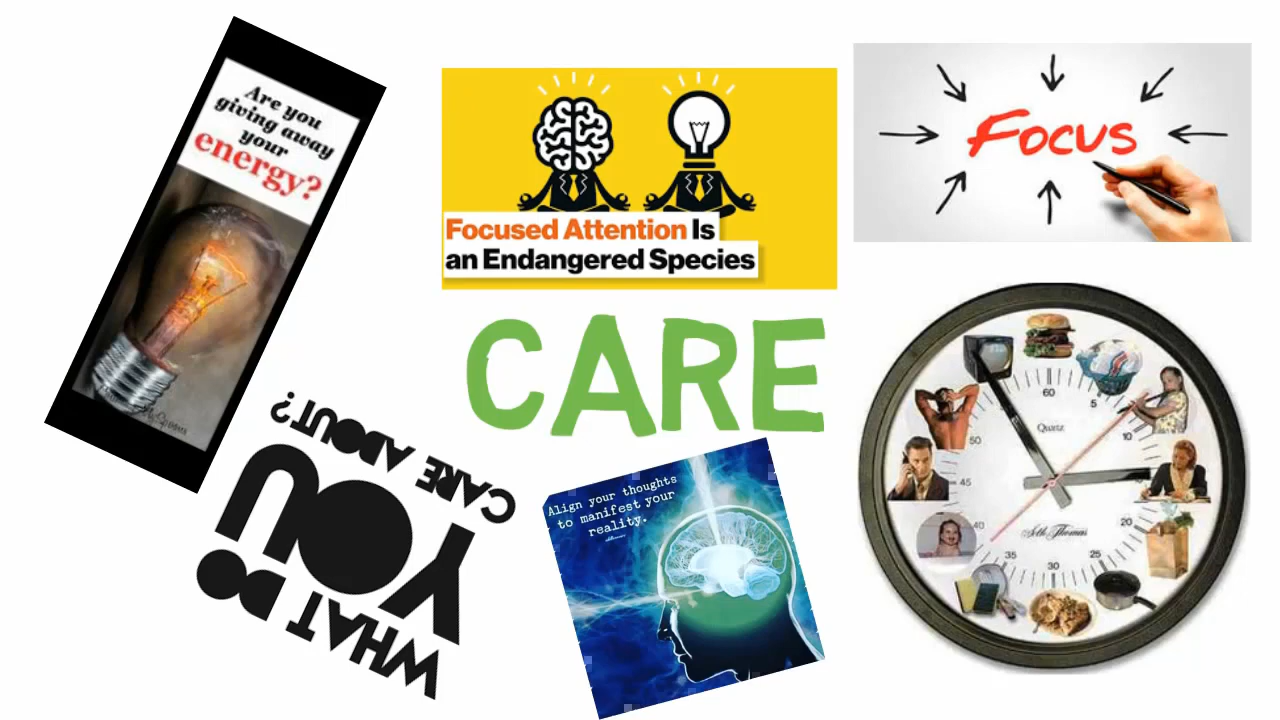 Are you
giving away
your
energy?
Focused Attention Is
an Endangered Species
Focus
CARE
WHAT DO
YOU
CARE ABOUT?
Align your thoughts
to manifest your
reality.
60
5
10
20
25
30
35
40
45
50
Quartz
Seth Thomas